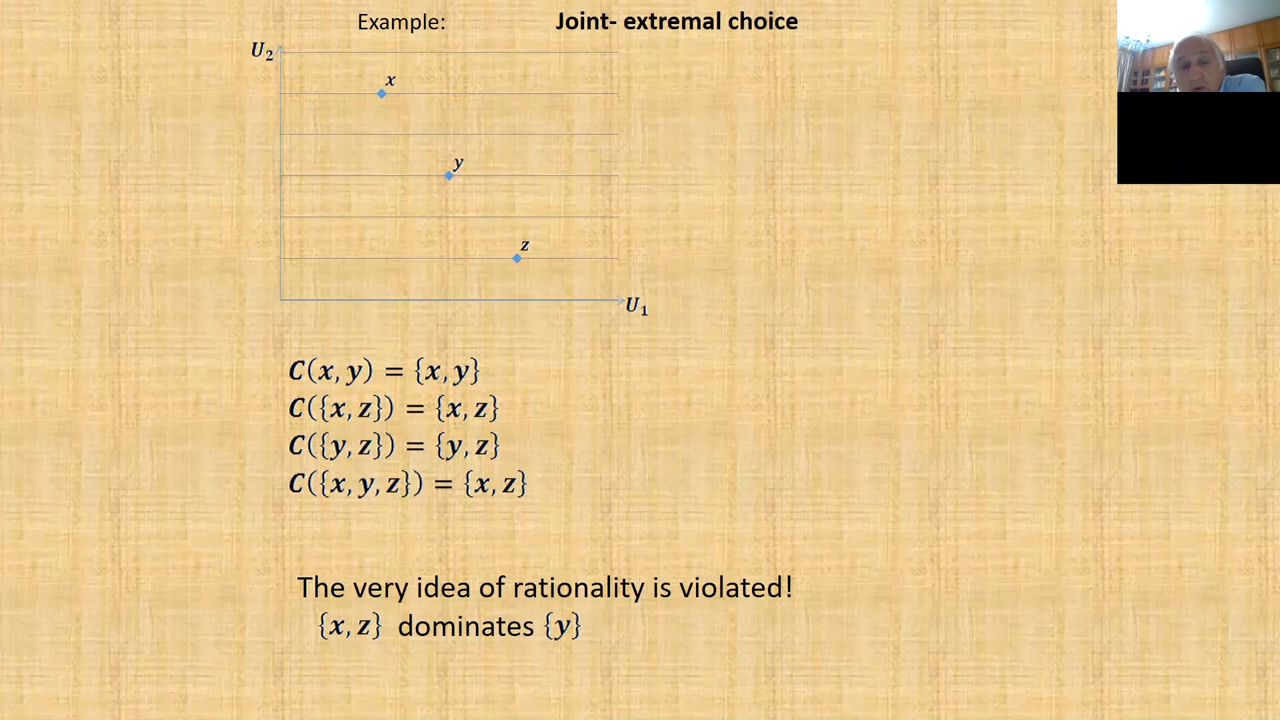 Example: Joint- extremal choice
U₂
x
y
z
U₁
C(x, y) = {x, y}
C({x, z}) = {x, z}
C({y, z}) = {y, z}
C({x, y, z}) = {x, z}
The very idea of rationality is violated!
{x, z} dominates {y}